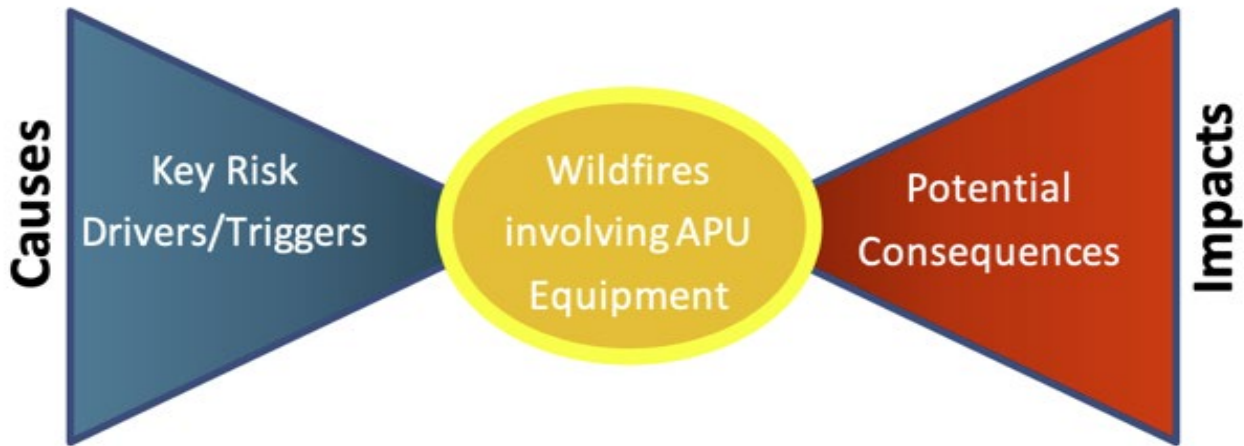 Causes
Key Risk
Drivers/Triggers
Wildfires
involving APU
Equipment
Potential
Consequences
Impacts